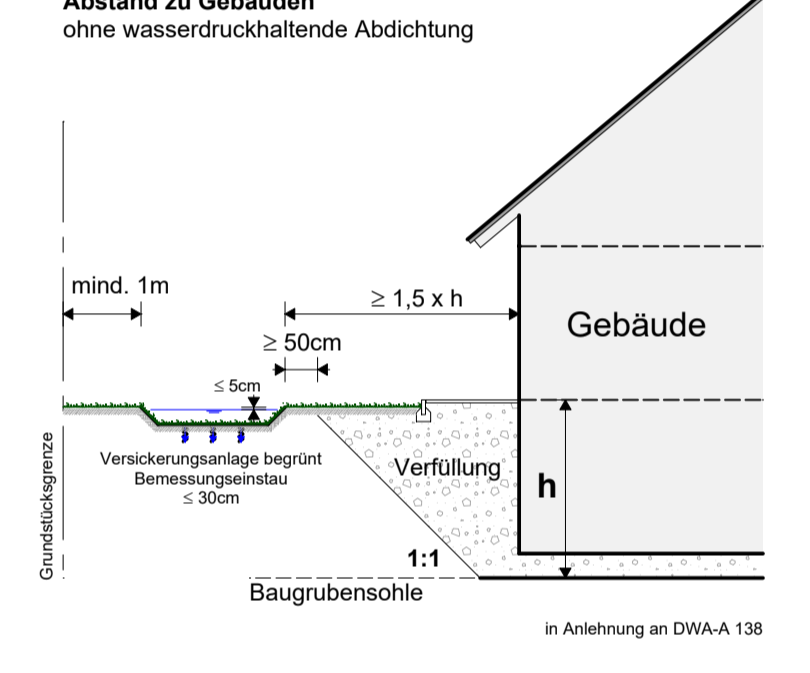 Abstand zu Gebäuden
ohne wasserdruckhaltende Abdichtung
mind. 1m
≥ 1,5 x h
≥ 50cm
≤ 5cm
Gebäude
Versickerungsanlage begrünt
Bemessungseinstau
≤ 30cm
Verfüllung
h
Grundstücksgrenze
1:1
Baugrubensohle
in Anlehnung an DWA-A 138